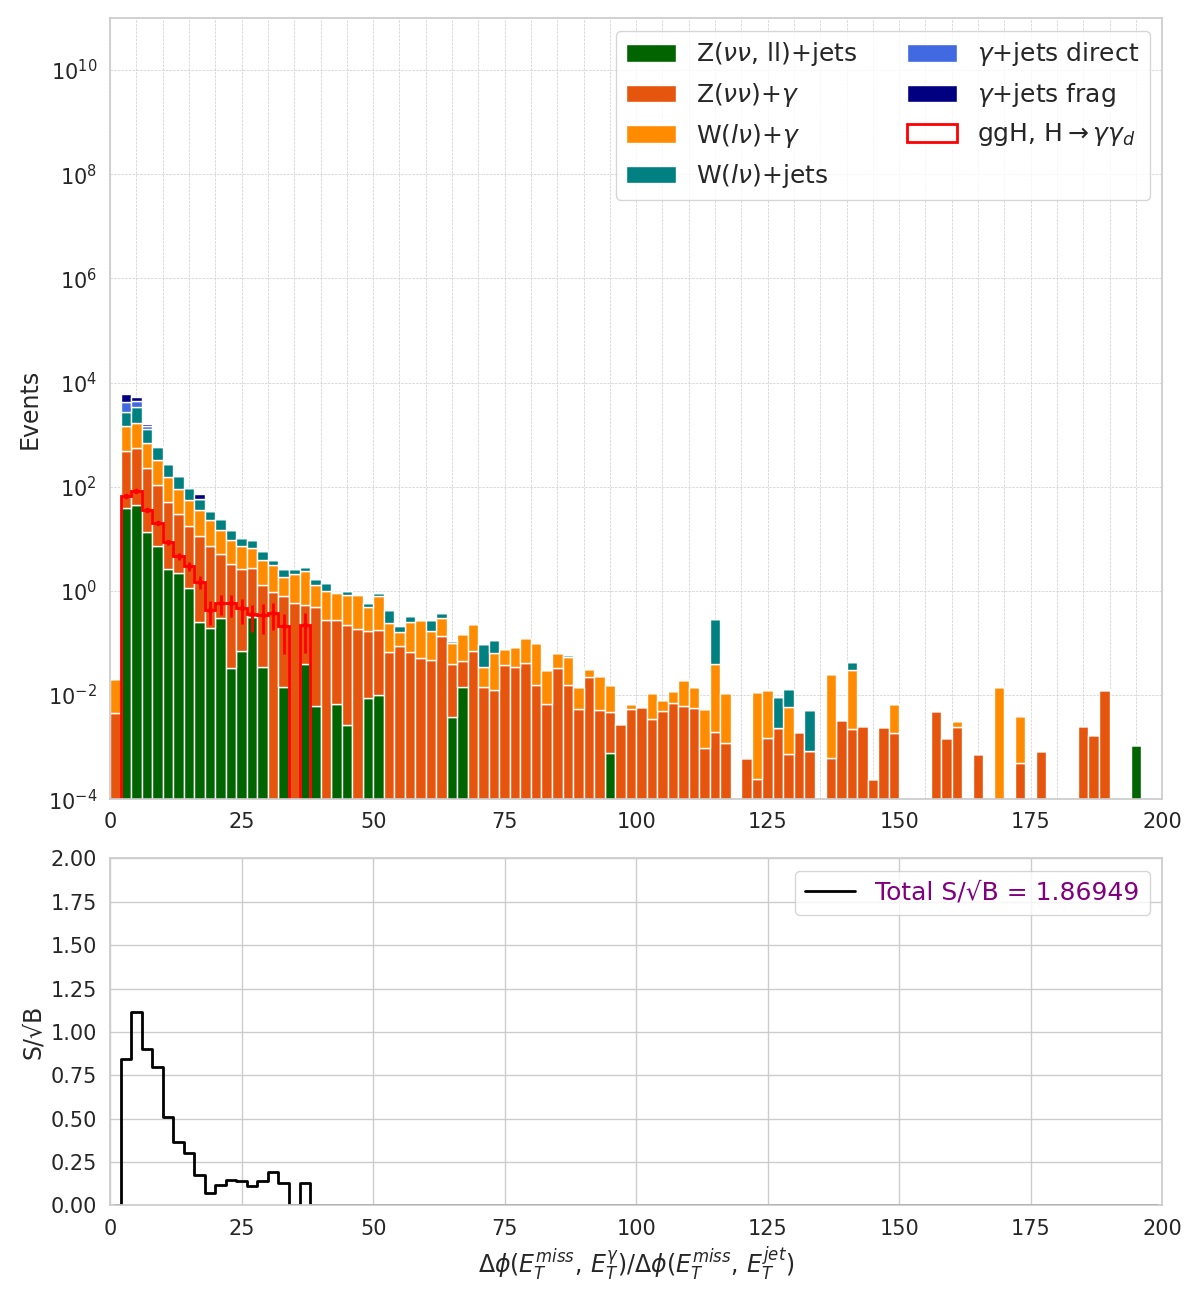 Z(νν, ll)+jets
Z(νν)+γ
W(lν)+γ
W(lν)+jets
γ+jets direct
γ+jets frag
ggH, H→γγ_d
Events
10^10
10^8
10^6
10^4
10^2
10^0
10^−2
10^−4
0 25 50 75 100 125 150 175 200
Total S/√B = 1.86949
S/√B
2.00
1.75
1.50
1.25
1.00
0.75
0.50
0.25
0.00
0 25 50 75 100 125 150 175 200
Δϕ(E_T^miss, E_T^γ)/Δϕ(E_T^miss, E_T^jet)